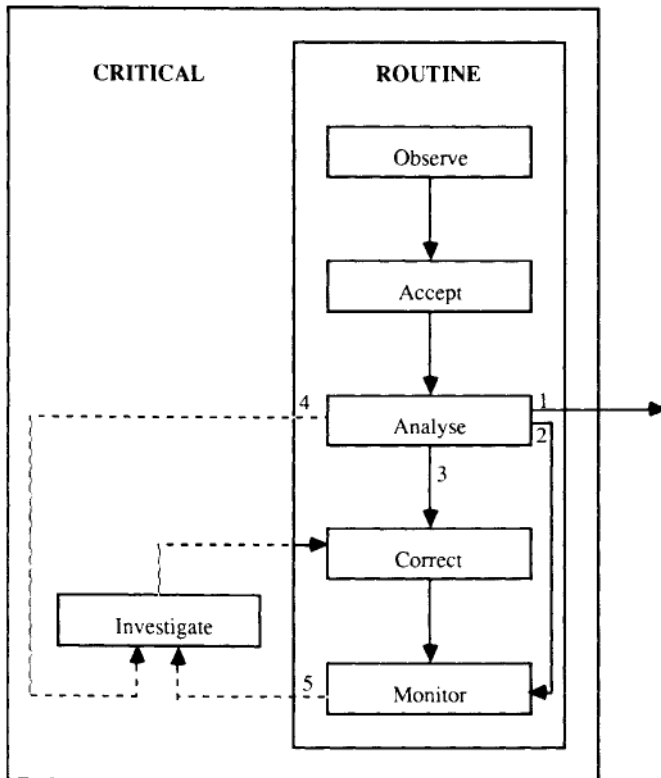 CRITICAL
ROUTINE
Observe
Accept
4
Analyse
1
2
3
Correct
Investigate
5
Monitor